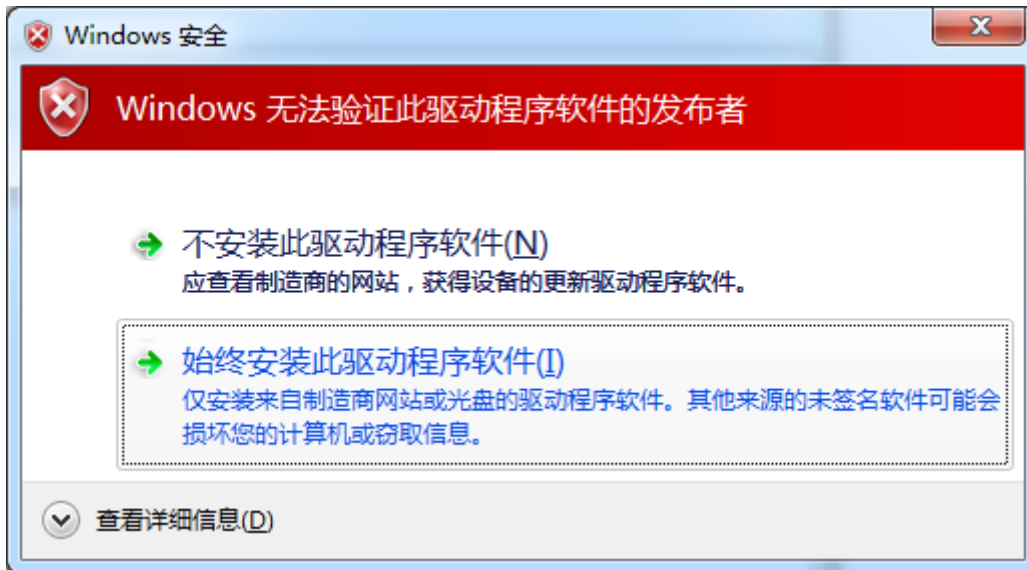 Windows 安全
Windows 无法验证此驱动程序软件的发布者
不安装此驱动程序软件(N)
应查看制造商的网站，获得设备的更新驱动程序软件。
始终安装此驱动程序软件(I)
仅安装来自制造商网站或光盘的驱动程序软件。其他来源的未签名软件可能会
损坏您的计算机或窃取信息。
查看详细信息(D)